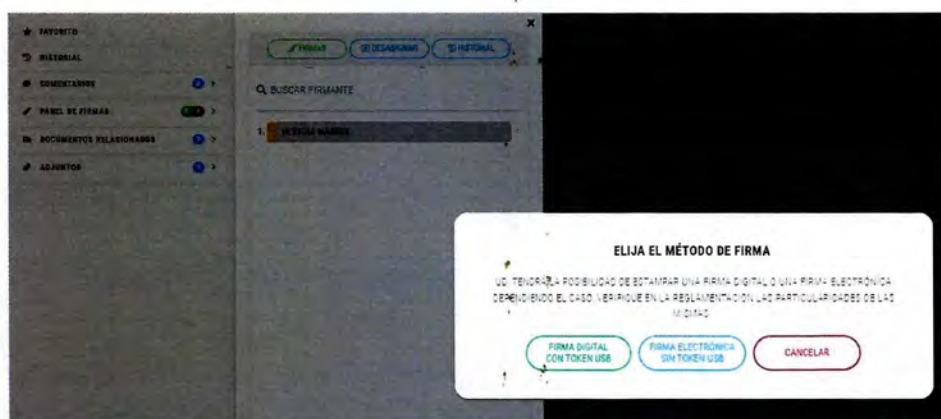 FAVORITO
HISTORIAL
COMENTARIOS
PANEL DE FIRMAS
DOCUMENTOS RELACIONADOS
ADJUNTOS
FIRMAR DESASIGNAR HISTORIAL
BUSCAR FIRMANTE
1.
ELIJA EL MÉTODO DE FIRMA
UD. TENDRÁ LA POSIBILIDAD DE ESTAMPAR UNA FIRMA DIGITAL O UNA FIRMA ELECTRÓNICA
DEPENDIENDO EL CASO. VERIFIQUE EN LA REGLAMENTACIÓN LAS PARTICULARIDADES DE LAS
MISMAS
FIRMA DIGITAL
CON TOKEN USB
FIRMA ELECTRÓNICA
SIN TOKEN USB
CANCELAR